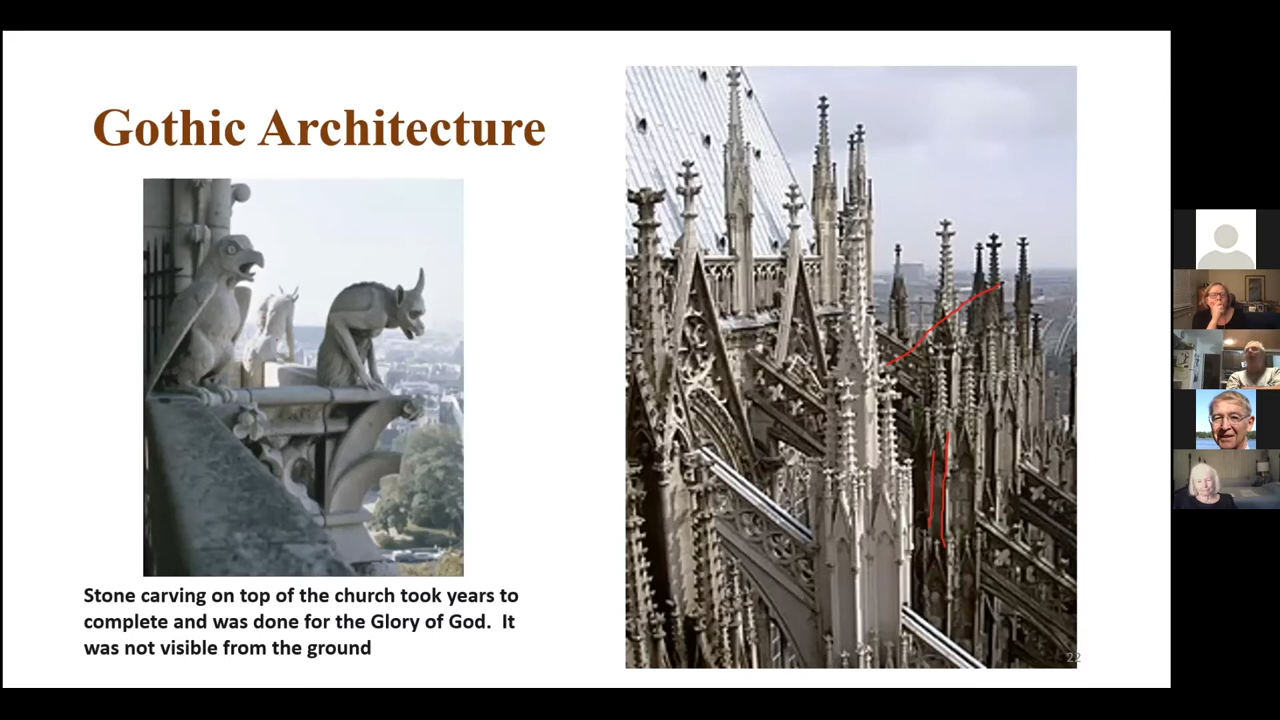 Gothic Architecture
Stone carving on top of the church took years to
complete and was done for the Glory of God.  It
was not visible from the ground
22